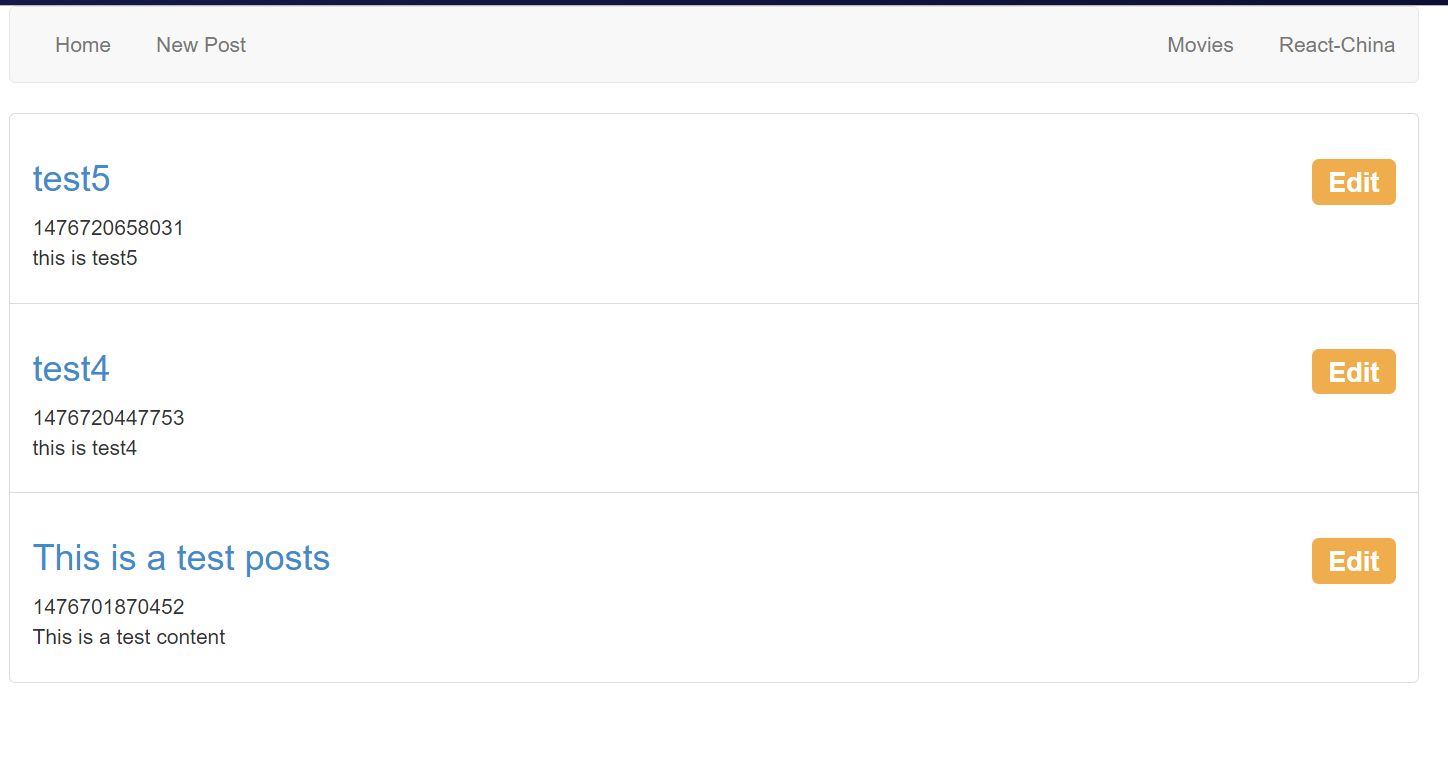 Home New Post Movies React-China
test5 Edit
1476720658031
this is test5
test4 Edit
1476720447753
this is test4
This is a test posts Edit
1476701870452
This is a test content